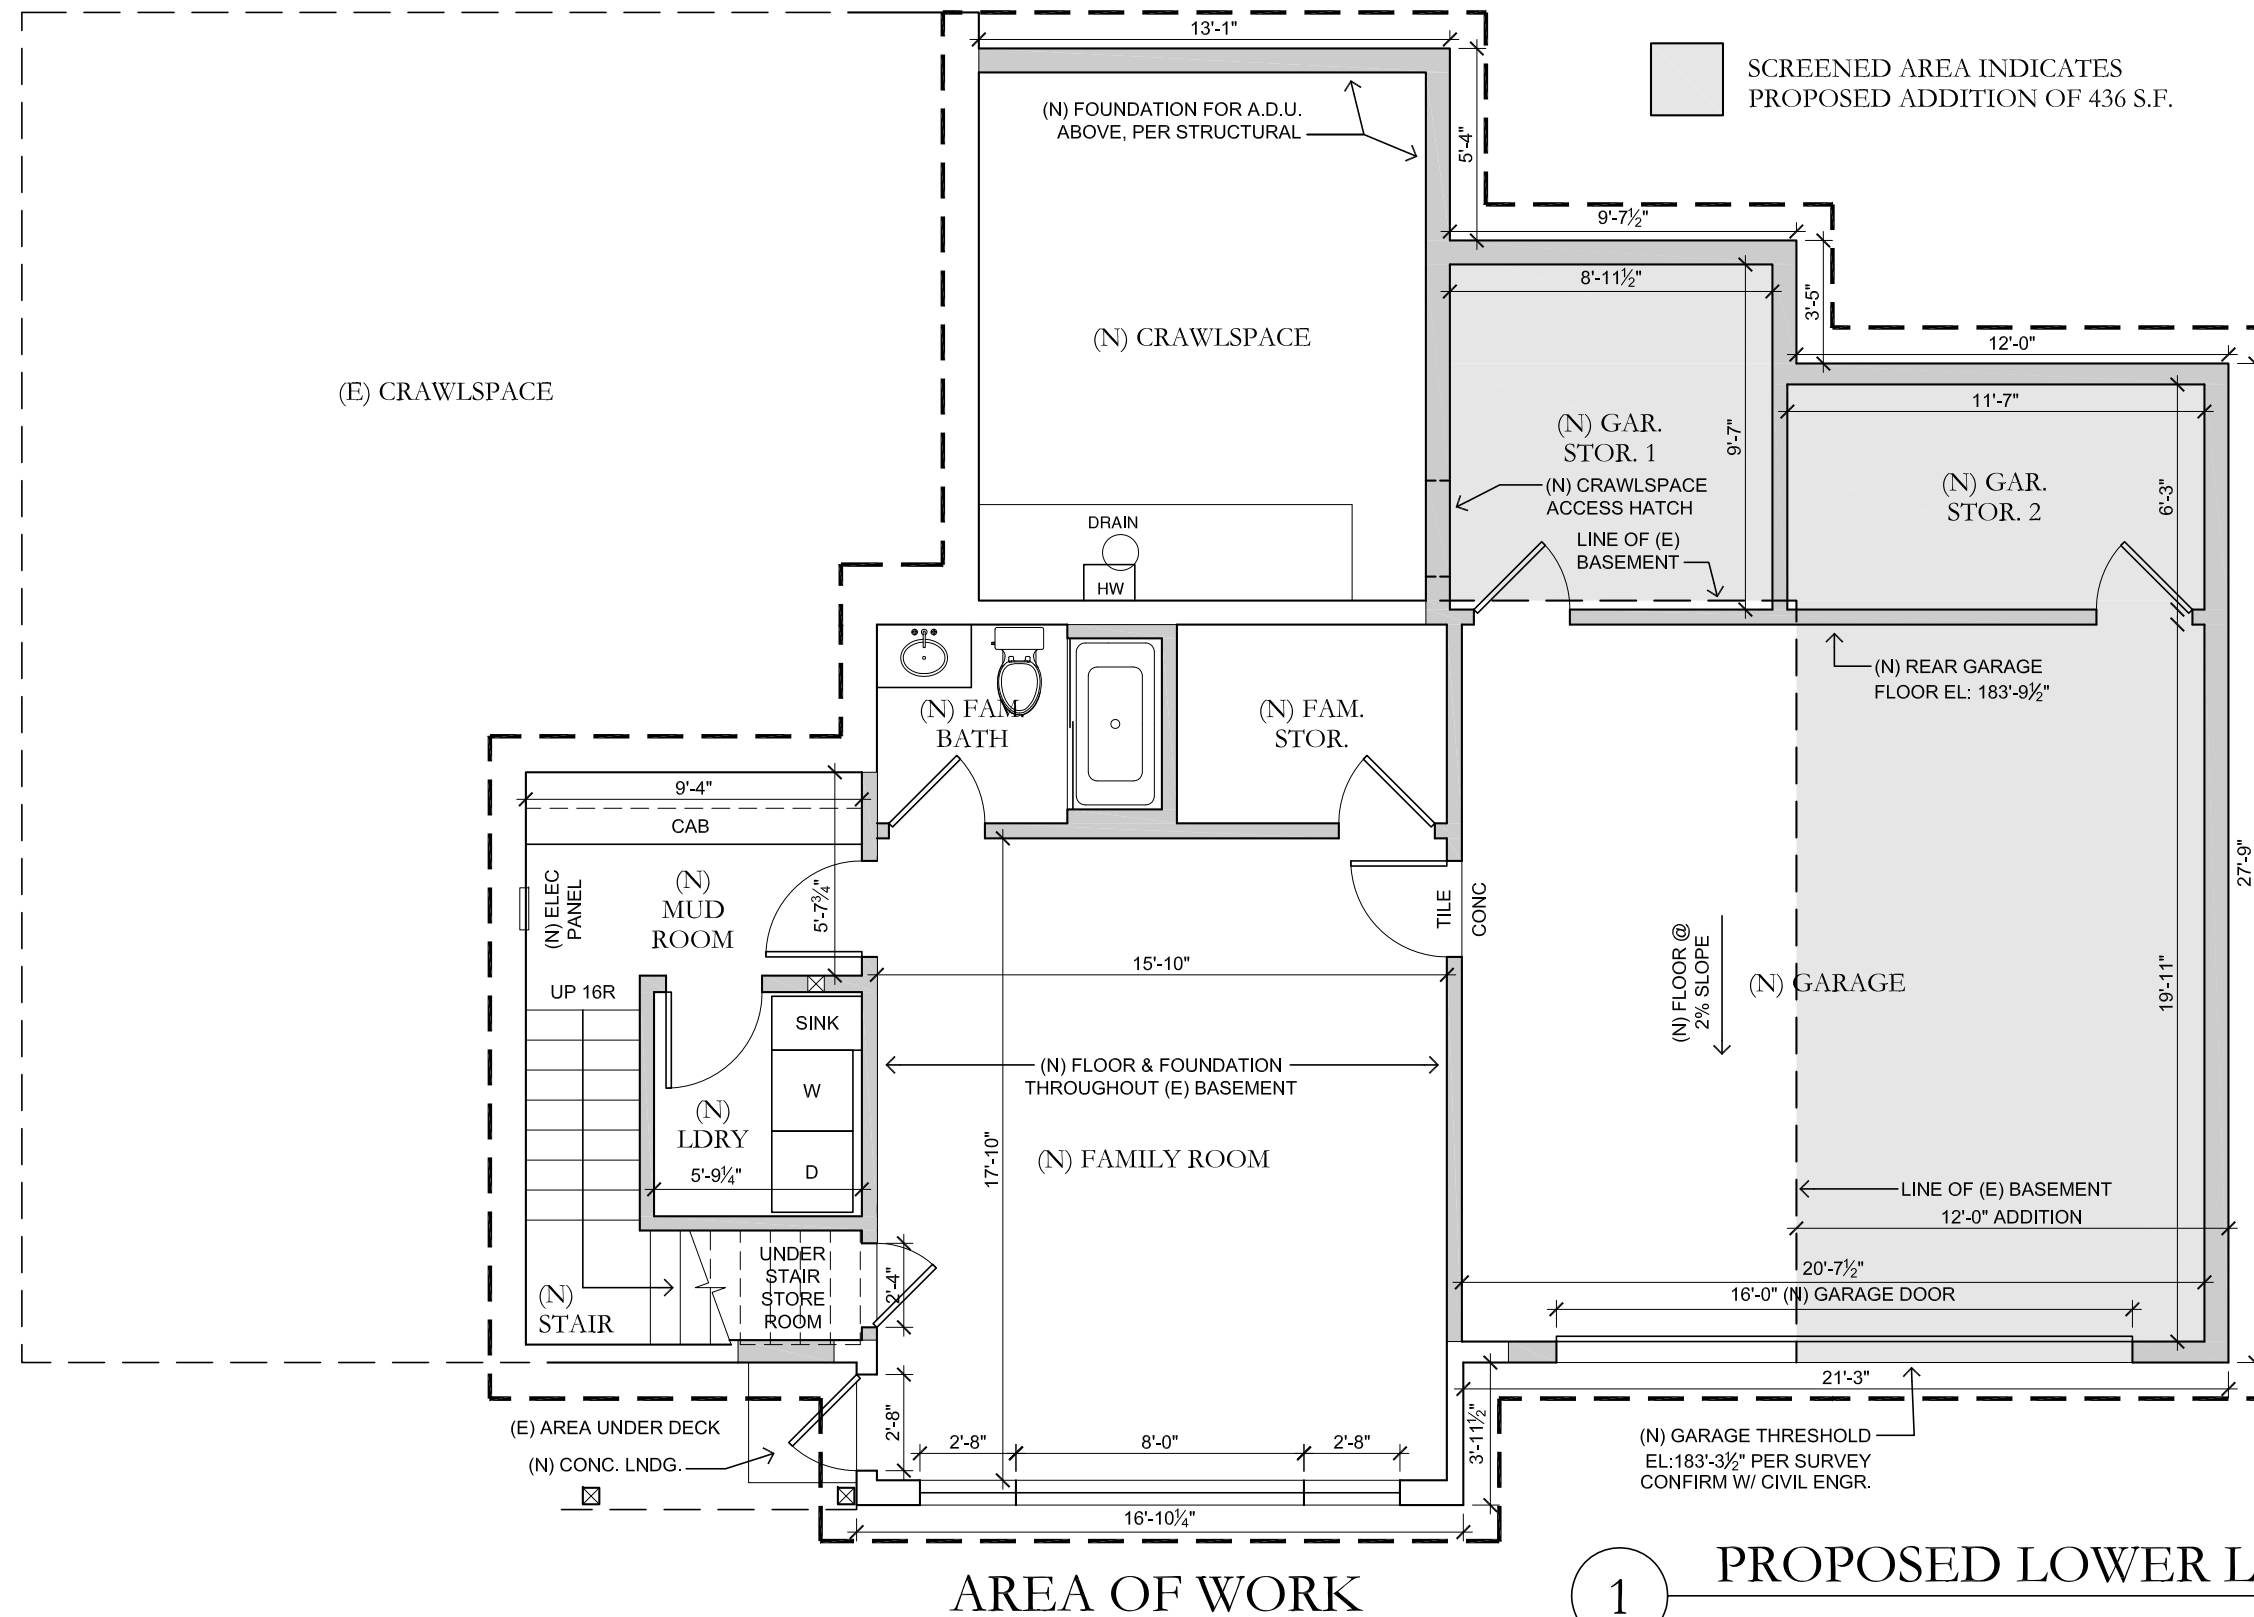 13'-1"
SCREENED AREA INDICATES
PROPOSED ADDITION OF 436 S.F.
(N) FOUNDATION FOR A.D.U.
ABOVE, PER STRUCTURAL
5'-4"
9'-7½"
8'-11½"
3'-5"
12'-0"
(N) CRAWLSPACE
(E) CRAWLSPACE
11'-7"
(N) GAR.
STOR. 1
9'-7"
(N) CRAWLSPACE
ACCESS HATCH
(N) GAR.
STOR. 2
6'-3"
DRAIN
HW
LINE OF (E)
BASEMENT
(N) REAR GARAGE
FLOOR EL: 183'-9½"
(N) FAM.
BATH
(N) FAM.
STOR.
9'-4"
CAB
(N) ELEC
PANEL
(N)
MUD
ROOM
5'-7¾"
TILE
CONC
27'-9"
15'-10"
(N) FLOOR @
2% SLOPE
(N) GARAGE
19'-11"
UP 16R
SINK
W
D
(N) FLOOR & FOUNDATION
THROUGHOUT (E) BASEMENT
(N)
LDRY
5'-9¼"
17'-10"
(N) FAMILY ROOM
LINE OF (E) BASEMENT
12'-0" ADDITION
UNDER
STAIR
STORE
ROOM
2'-4"
20'-7½"
16'-0" (N) GARAGE DOOR
(N)
STAIR
21'-3"
(E) AREA UNDER DECK
(N) CONC. LNDG.
2'-8"
2'-8"
8'-0"
2'-8"
3'-11½"
(N) GARAGE THRESHOLD
EL:183'-3½" PER SURVEY
CONFIRM W/ CIVIL ENGR.
16'-10¼"
AREA OF WORK
1
PROPOSED LOWER L